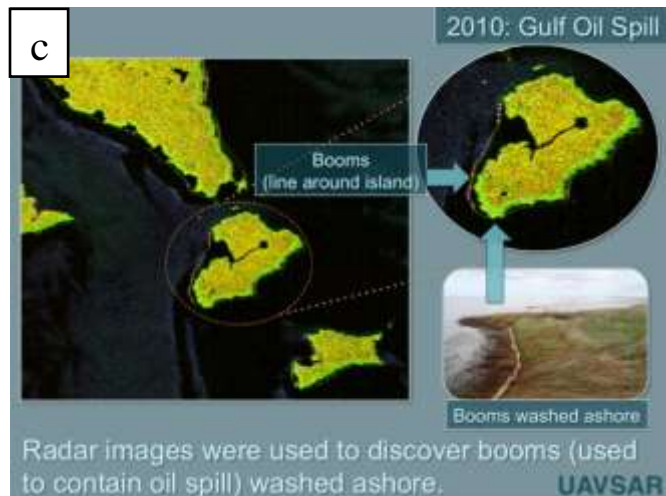 c
2010: Gulf Oil Spill
Booms
(line around island)
Booms washed ashore
Radar images were used to discover booms (used
to contain oil spill) washed ashore.
UAVSAR